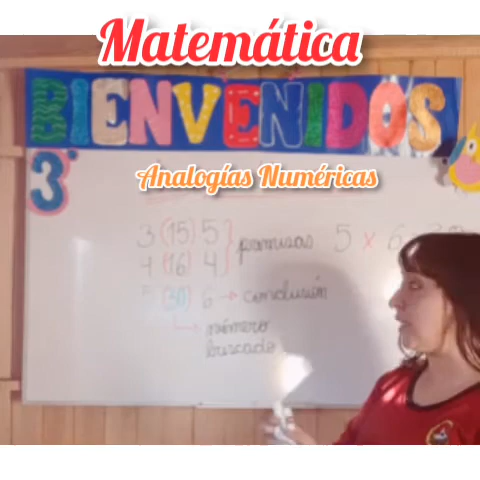 Matemática
BIENVENIDOS
3°
Analogías Numéricas
3 (15) 5
4 (16) 4
premisas
5 x 6
5 (30) 6 → conclusión
número
buscado